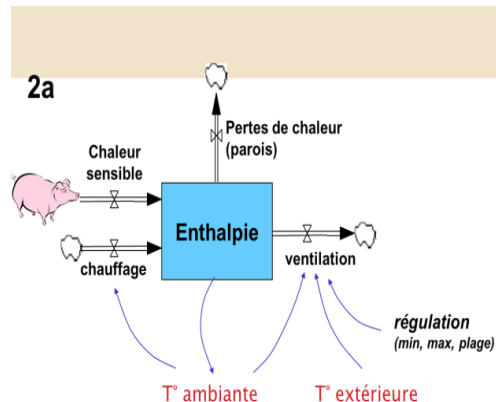 2a
Pertes de chaleur
(parois)
Chaleur
sensible
Enthalpie
chauffage
ventilation
régulation
(min, max, plage)
T° ambiante
T° extérieure